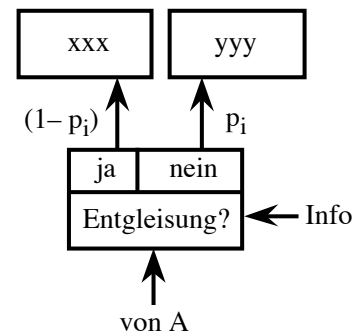 xxx
yyy
(1– pi)
pi
ja
nein
Entgleisung?
Info
von A